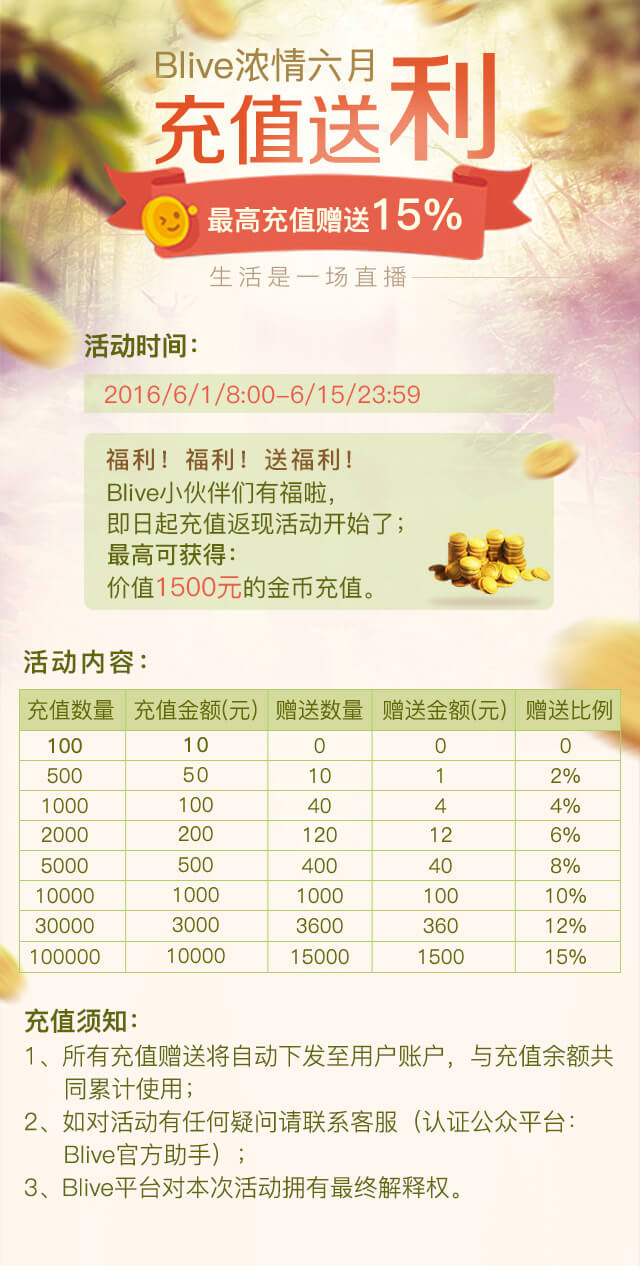 Blive浓情六月
充值送利
最高充值赠送15%
生活是一场直播
活动时间：
2016/6/1/8:00-6/15/23:59
福利！福利！送福利！
Blive小伙伴们有福啦，
即日起充值返现活动开始了；
最高可获得：
价值1500元的金币充值。
活动内容：
充值数量 充值金额(元) 赠送数量 赠送金额(元) 赠送比例
100 10 0 0 0
500 50 10 1 2%
1000 100 40 4 4%
2000 200 120 12 6%
5000 500 400 40 8%
10000 1000 1000 100 10%
30000 3000 3600 360 12%
100000 10000 15000 1500 15%
充值须知：
1、所有充值赠送将自动下发至用户账户，与充值余额共
同累计使用；
2、如对活动有任何疑问请联系客服（认证公众平台：
Blive官方助手）；
3、Blive平台对本次活动拥有最终解释权。